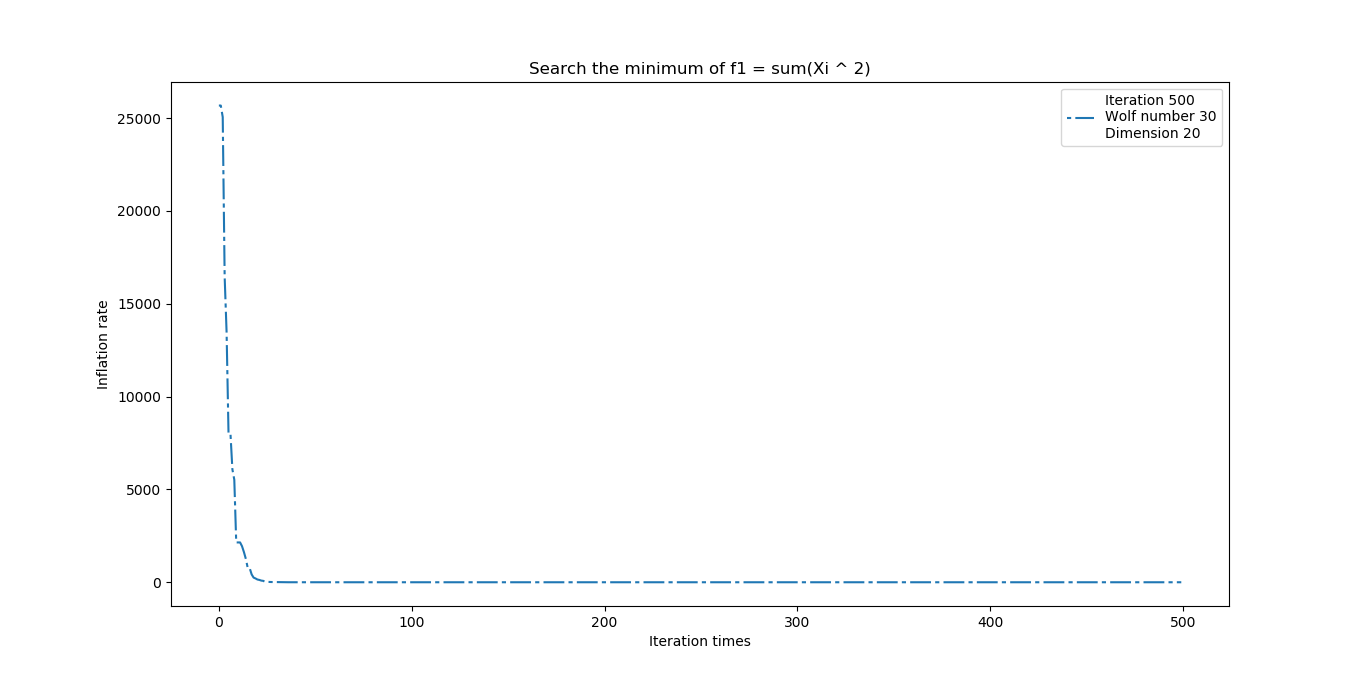 Search the minimum of f1 = sum(Xi ^ 2)
Iteration 500
Wolf number 30
Dimension 20
25000
20000
15000
10000
5000
0
Inflation rate
0
100
200
300
400
500
Iteration times